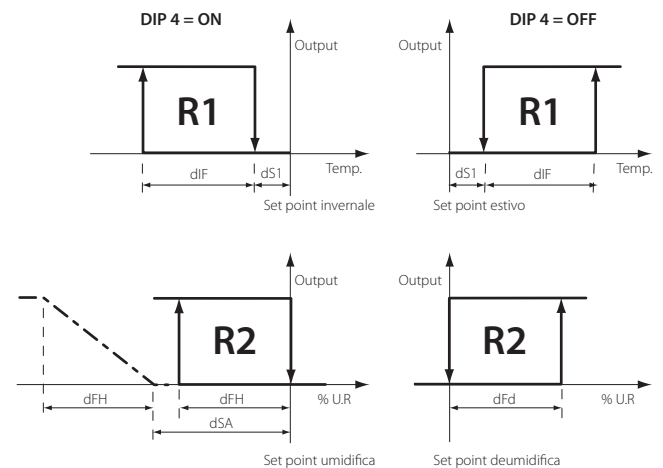 DIP 4 = ON
DIP 4 = OFF
Output
Output
R1
R1
dIF
dS1
Temp.
dS1
dIF
Temp.
Set point invernale
Set point estivo
Output
Output
R2
R2
dFH
dFH
% U.R
dFd
% U.R
dSA
Set point umidifica
Set point deumidifica